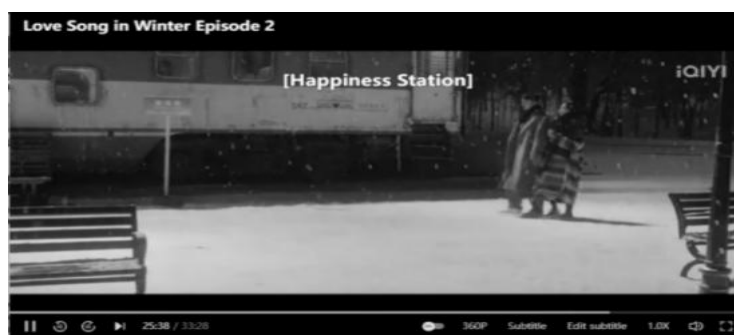 Love Song in Winter Episode 2
[Happiness Station]
iQIYI
25:38 / 33:28
360P Subtitle Edit subtitle 1.0X